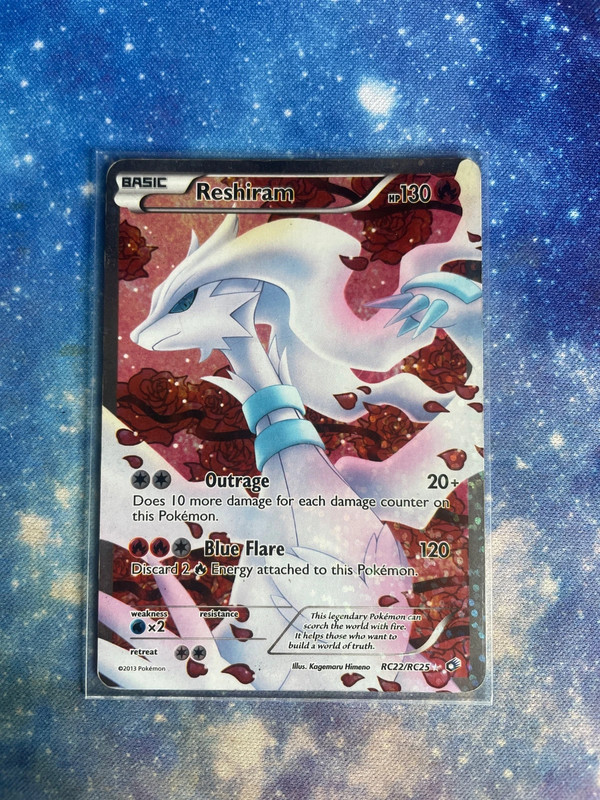 BASIC Reshiram HP130
Outrage 20+
Does 10 more damage for each damage counter on
this Pokémon.
Blue Flare 120
Discard 2 Energy attached to this Pokémon.
weakness resistance
×2
retreat
This legendary Pokémon can
scorch the world with fire.
It helps those who want to
build a world of truth.
©2013 Pokémon Illus. Kagemaru Himeno RC22/RC25